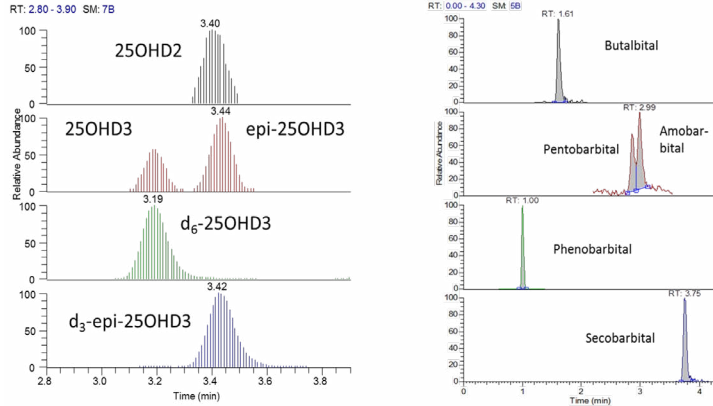 RT: 2.80 - 3.90 SM: 7B
3.40
100
50
0
25OHD2
3.44
100
50
0
25OHD3
epi-25OHD3
Relative Abundance
3.19
100
50
0
d6-25OHD3
3.42
100
50
0
d3-epi-25OHD3
2.8 3.0 3.2 3.4 3.6 3.8
Time (min)
RT: 0.00 - 4.30 SM: 5B
RT: 1.61
100
80
60
40
20
0
Butalbital
RT: 2.99
100
80
60
40
20
0
Pentobarbital
Amobar-
bital
Relative Abundance
RT: 1.00
100
80
60
40
20
0
Phenobarbital
RT: 3.75
100
80
60
40
20
0
Secobarbital
0 1 2 3 4
Time (min)